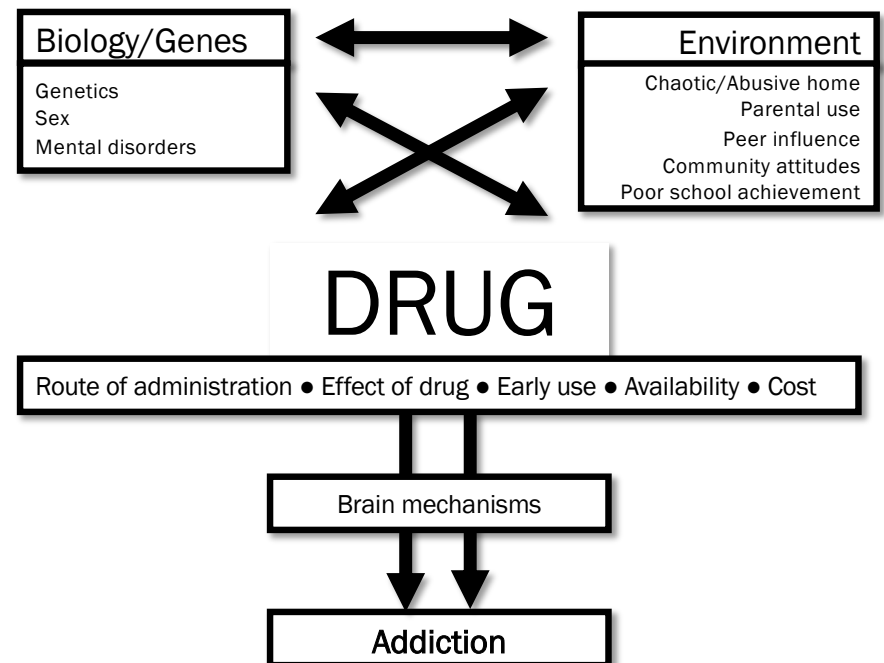 Biology/Genes
Genetics
Sex
Mental disorders
Environment
Chaotic/Abusive home
Parental use
Peer influence
Community attitudes
Poor school achievement
DRUG
Route of administration ● Effect of drug ● Early use ● Availability ● Cost
Brain mechanisms
Addiction